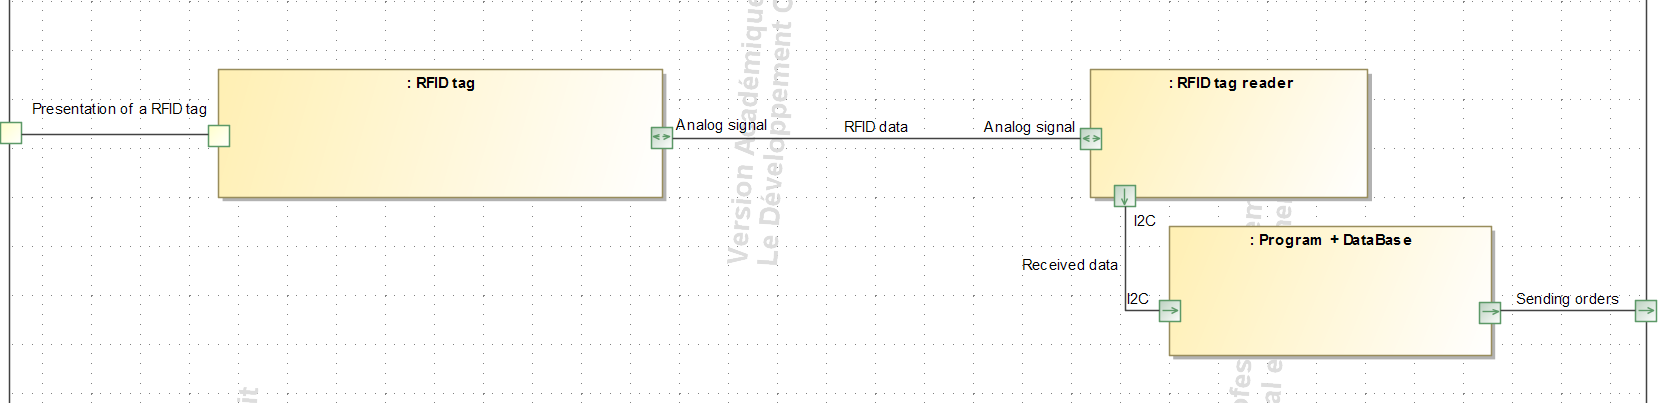 : RFID tag
: RFID tag reader
Presentation of a RFID tag
Analog signal
RFID data
Analog signal
I2C
: Program + DataBase
Received data
I2C
Sending orders
Version Académique
Le Développement